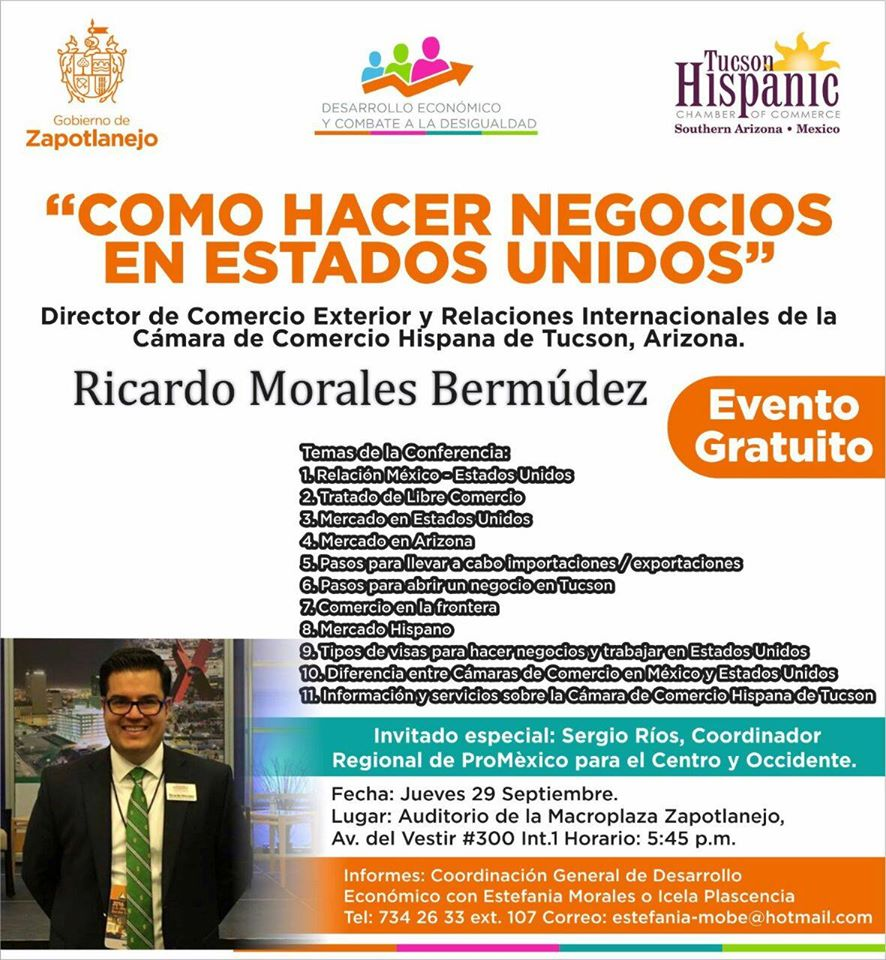 Gobierno de
Zapotlanejo
DESARROLLO ECONÓMICO
Y COMBATE A LA DESIGUALDAD
Tucson
Hispanic
CHAMBER OF COMMERCE
Southern Arizona • Mexico
“COMO HACER NEGOCIOS
EN ESTADOS UNIDOS”
Director de Comercio Exterior y Relaciones Internacionales de la
Cámara de Comercio Hispana de Tucson, Arizona.
Ricardo Morales Bermúdez
Evento
Gratuito
Temas de la Conferencia:
1. Relación México - Estados Unidos
2. Tratado de Libre Comercio
3. Mercado en Estados Unidos
4. Mercado en Arizona
5. Pasos para llevar a cabo importaciones / exportaciones
6. Pasos para abrir un negocio en Tucson
7. Comercio en la frontera
8. Mercado Hispano
9. Tipos de visas para hacer negocios y trabajar en Estados Unidos
10. Diferencia entre Cámaras de Comercio en México y Estados Unidos
11. Información y servicios sobre la Cámara de Comercio Hispana de Tucson
Invitado especial: Sergio Ríos, Coordinador
Regional de ProMèxico para el Centro y Occidente.
Fecha: Jueves 29 Septiembre.
Lugar: Auditorio de la Macroplaza Zapotlanejo,
Av. del Vestir #300 Int.1 Horario: 5:45 p.m.
Informes: Coordinación General de Desarrollo
Económico con Estefania Morales o Icela Plascencia
Tel: 734 26 33 ext. 107 Correo: estefania-mobe@hotmail.com